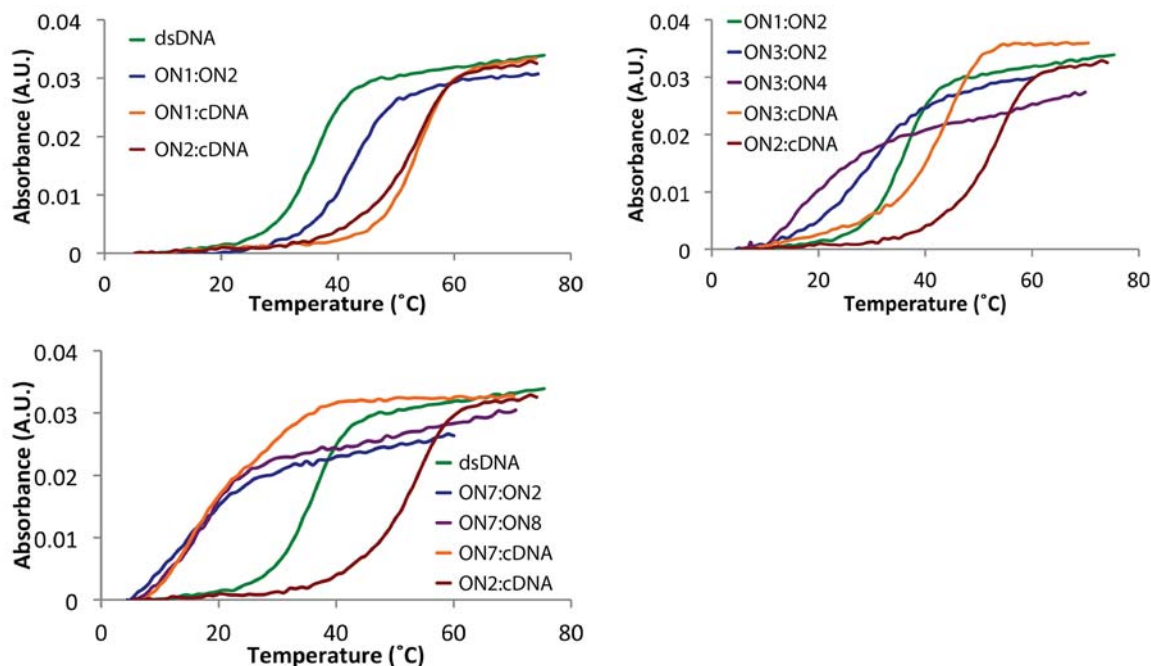 0.04
0.03
0.02
0.01
0
Absorbance (A.U.)
dsDNA
ON1:ON2
ON1:cDNA
ON2:cDNA
0 20 40 60 80
Temperature (˚C)
0.04
0.03
0.02
0.01
0
Absorbance (A.U.)
ON1:ON2
ON3:ON2
ON3:ON4
ON3:cDNA
ON2:cDNA
0 20 40 60 80
Temperature (˚C)
0.04
0.03
0.02
0.01
0
Absorbance (A.U.)
dsDNA
ON7:ON2
ON7:ON8
ON7:cDNA
ON2:cDNA
0 20 40 60 80
Temperature (˚C)